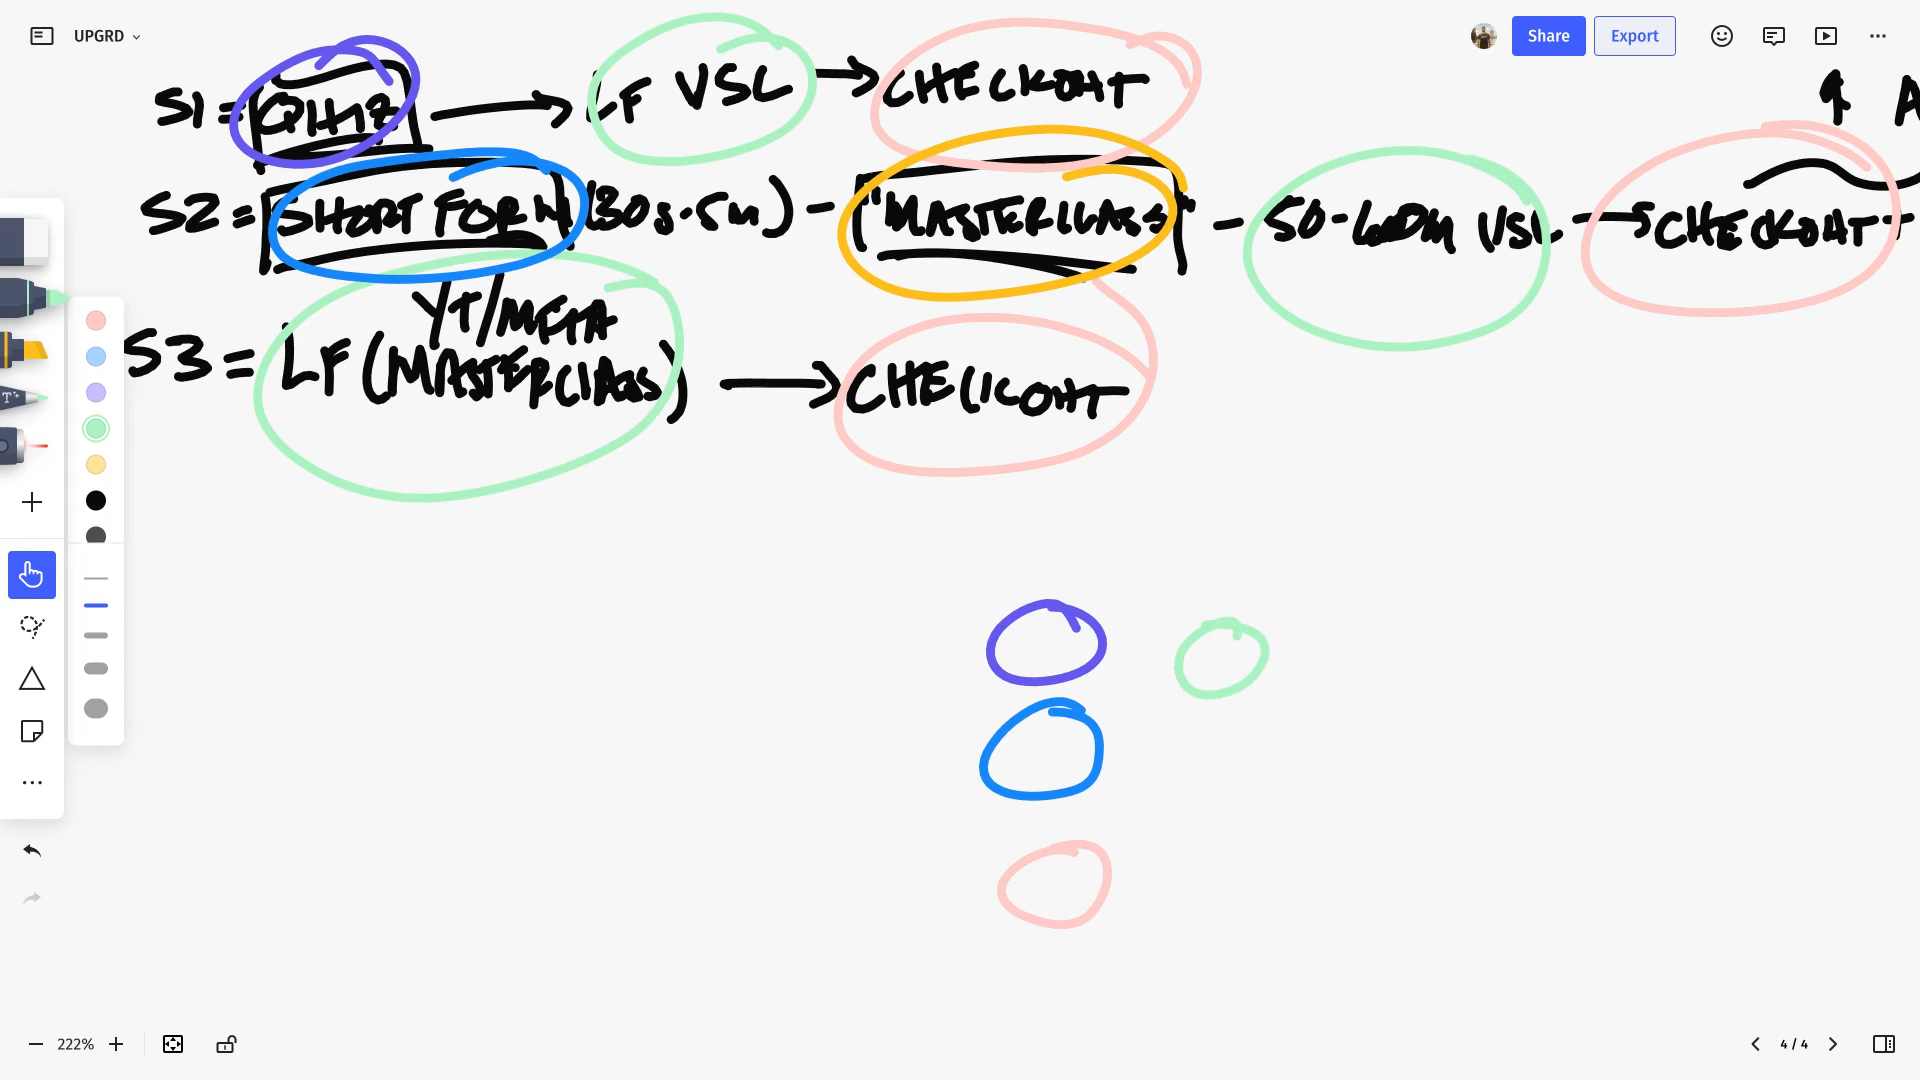 UPGRD
Share
Export
S1 = QUIZ → LF VSL → CHECKOUT
A
S2 = SHORT FORM (30s-5m) - "MASTERCLASS" - 50-60m VSL → CHECKOUT -
YT/META
S3 = LF (MASTERCLASS) → CHECKOUT
T
222%
4 / 4